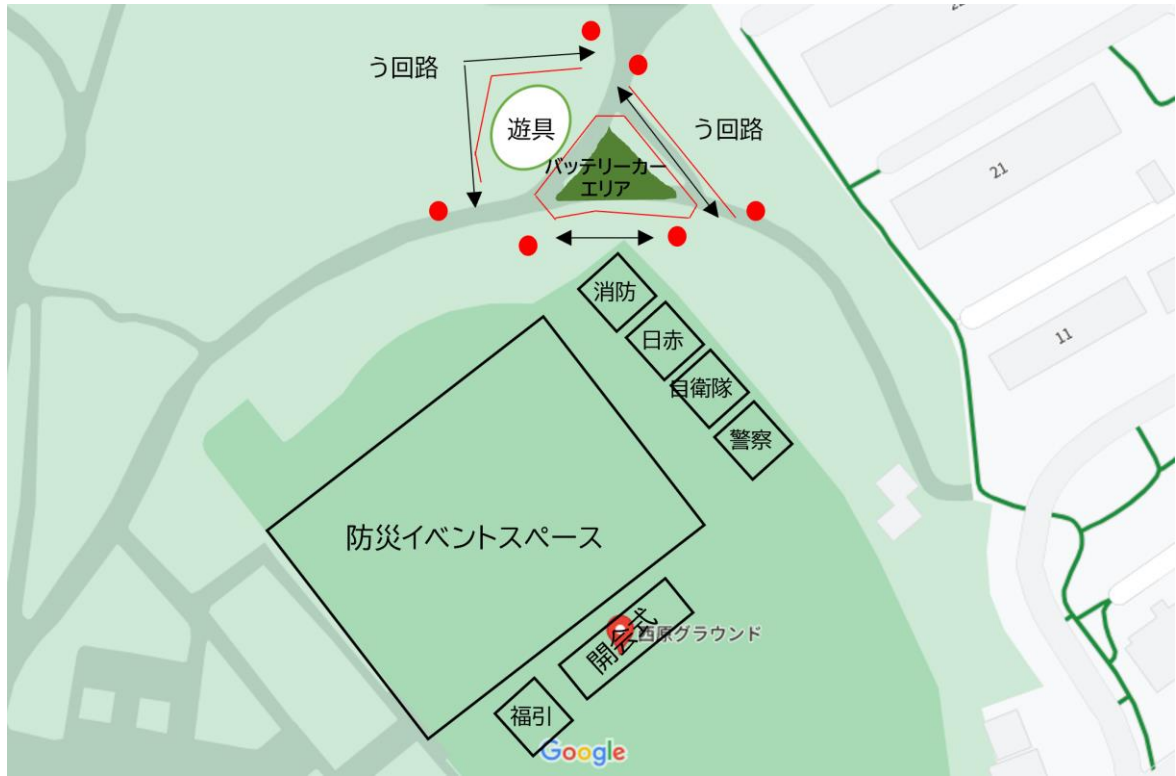 う回路
遊具
う回路
バッテリーカー
エリア
21
消防
日赤
11
自衛隊
警察
防災イベントスペース
開会式
西原グラウンド
福引
Google